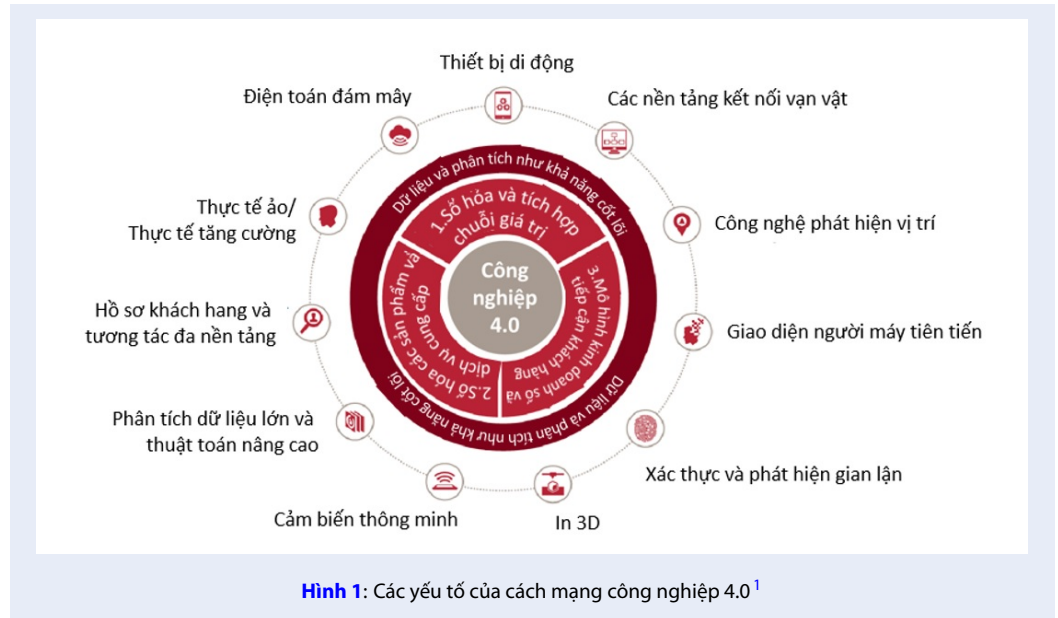 Thiết bị di động
Điện toán đám mây
Các nền tảng kết nối vạn vật
Thực tế ảo/
Thực tế tăng cường
Công nghệ phát hiện vị trí
Hồ sơ khách hang và
tương tác đa nền tảng
Giao diện người máy tiên tiến
Phân tích dữ liệu lớn và
thuật toán nâng cao
Xác thực và phát hiện gian lận
Cảm biến thông minh
In 3D
Dữ liệu và phân tích như khả năng cốt lõi
1.Số hóa và tích hợp
chuỗi giá trị
Công
nghiệp
4.0
2.Số hóa các sản phẩm và
dịch vụ cung cấp
3.Mô hình kinh doanh số và
tiếp cận khách hàng
Dữ liệu và phân tích như khả năng cốt lõi
Hình 1: Các yếu tố của cách mạng công nghiệp 4.0 1